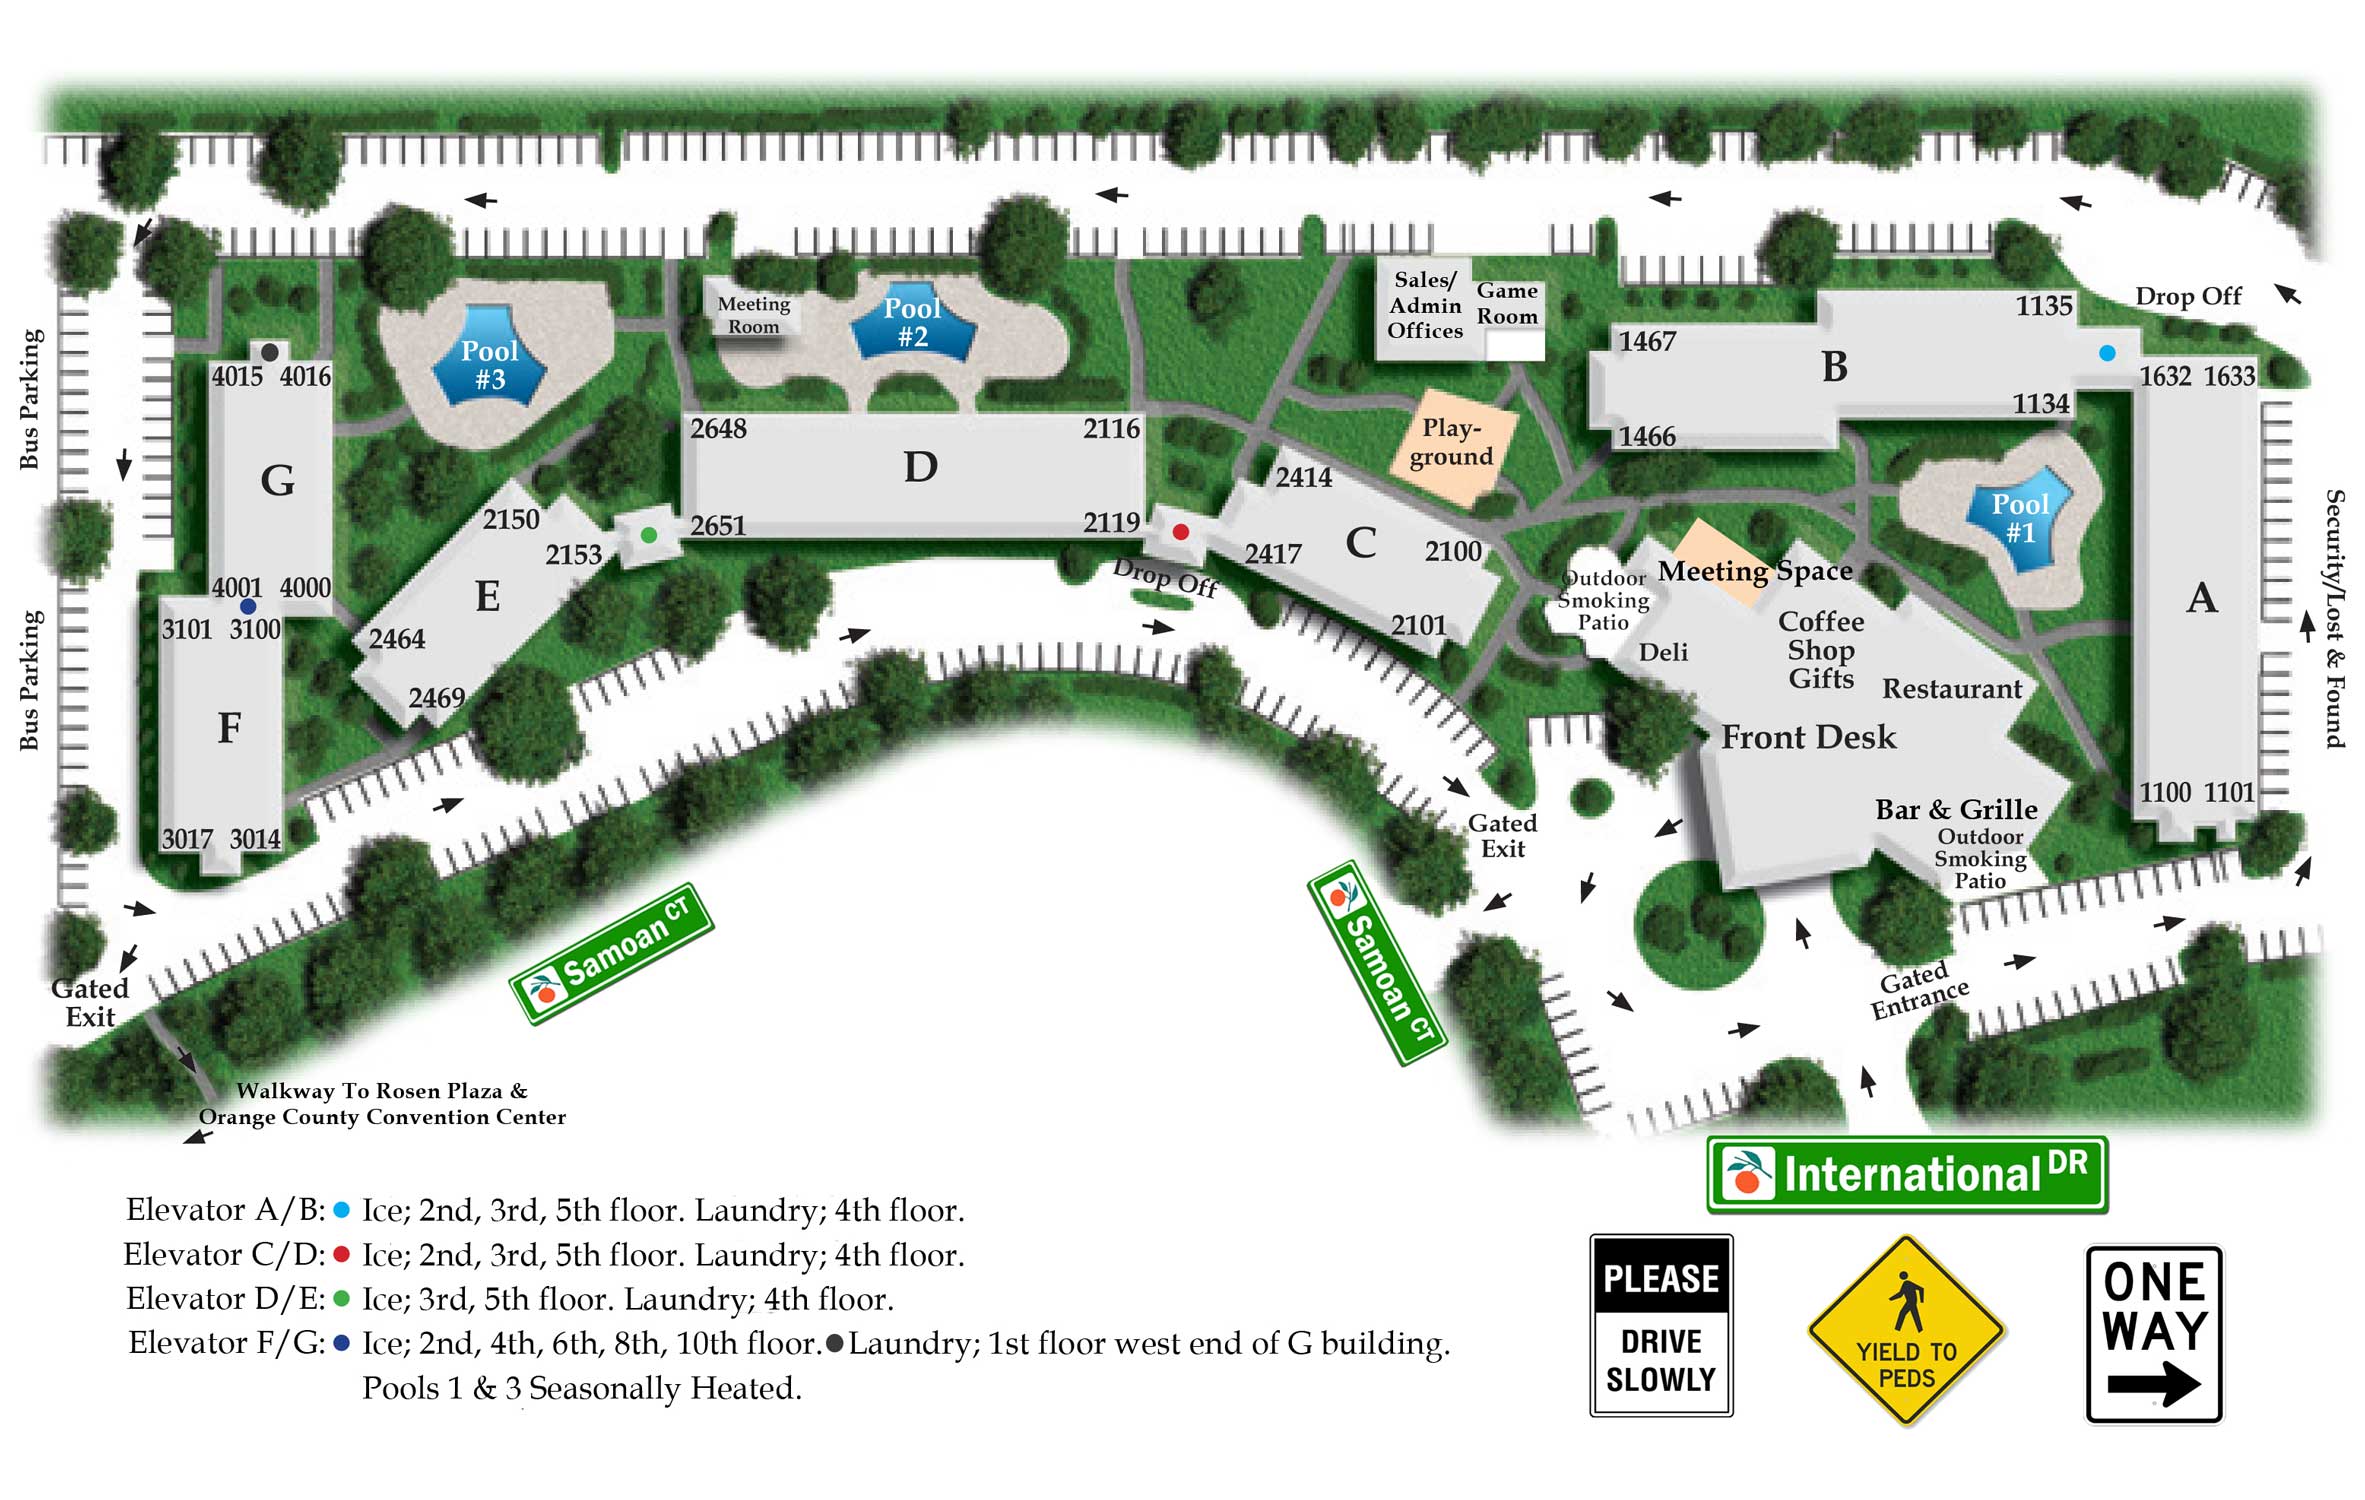 Sales/
Admin
Offices
Game
Room
Drop Off
1135
Meeting
Room
Pool
#2
Pool
#3
1467
B
1134
1466
1632 1633
4015 4016
Bus Parking
2648
2116
Play-
ground
G
D
2414
2150
2651
2119
C
2100
2417
2153
Pool
#1
Security/Lost & Found
Drop Off
4001 4000
E
3101 3100
2464
2101
Outdoor
Smoking
Patio
Meeting Space
Deli
Coffee
Shop
Gifts
Restaurant
A
Bus Parking
2469
F
Front Desk
1100 1101
3017 3014
Gated
Exit
Bar & Grille
Outdoor
Smoking
Patio
Samoan CT
Samoan CT
Gated
Exit
Gated
Entrance
Walkway To Rosen Plaza &
Orange County Convention Center
International DR
Elevator A/B: Ice; 2nd, 3rd, 5th floor. Laundry; 4th floor.
Elevator C/D: Ice; 2nd, 3rd, 5th floor. Laundry; 4th floor.
Elevator D/E: Ice; 3rd, 5th floor. Laundry; 4th floor.
Elevator F/G: Ice; 2nd, 4th, 6th, 8th, 10th floor. Laundry; 1st floor west end of G building.
Pools 1 & 3 Seasonally Heated.
PLEASE
DRIVE
SLOWLY
YIELD TO
PEDS
ONE
WAY